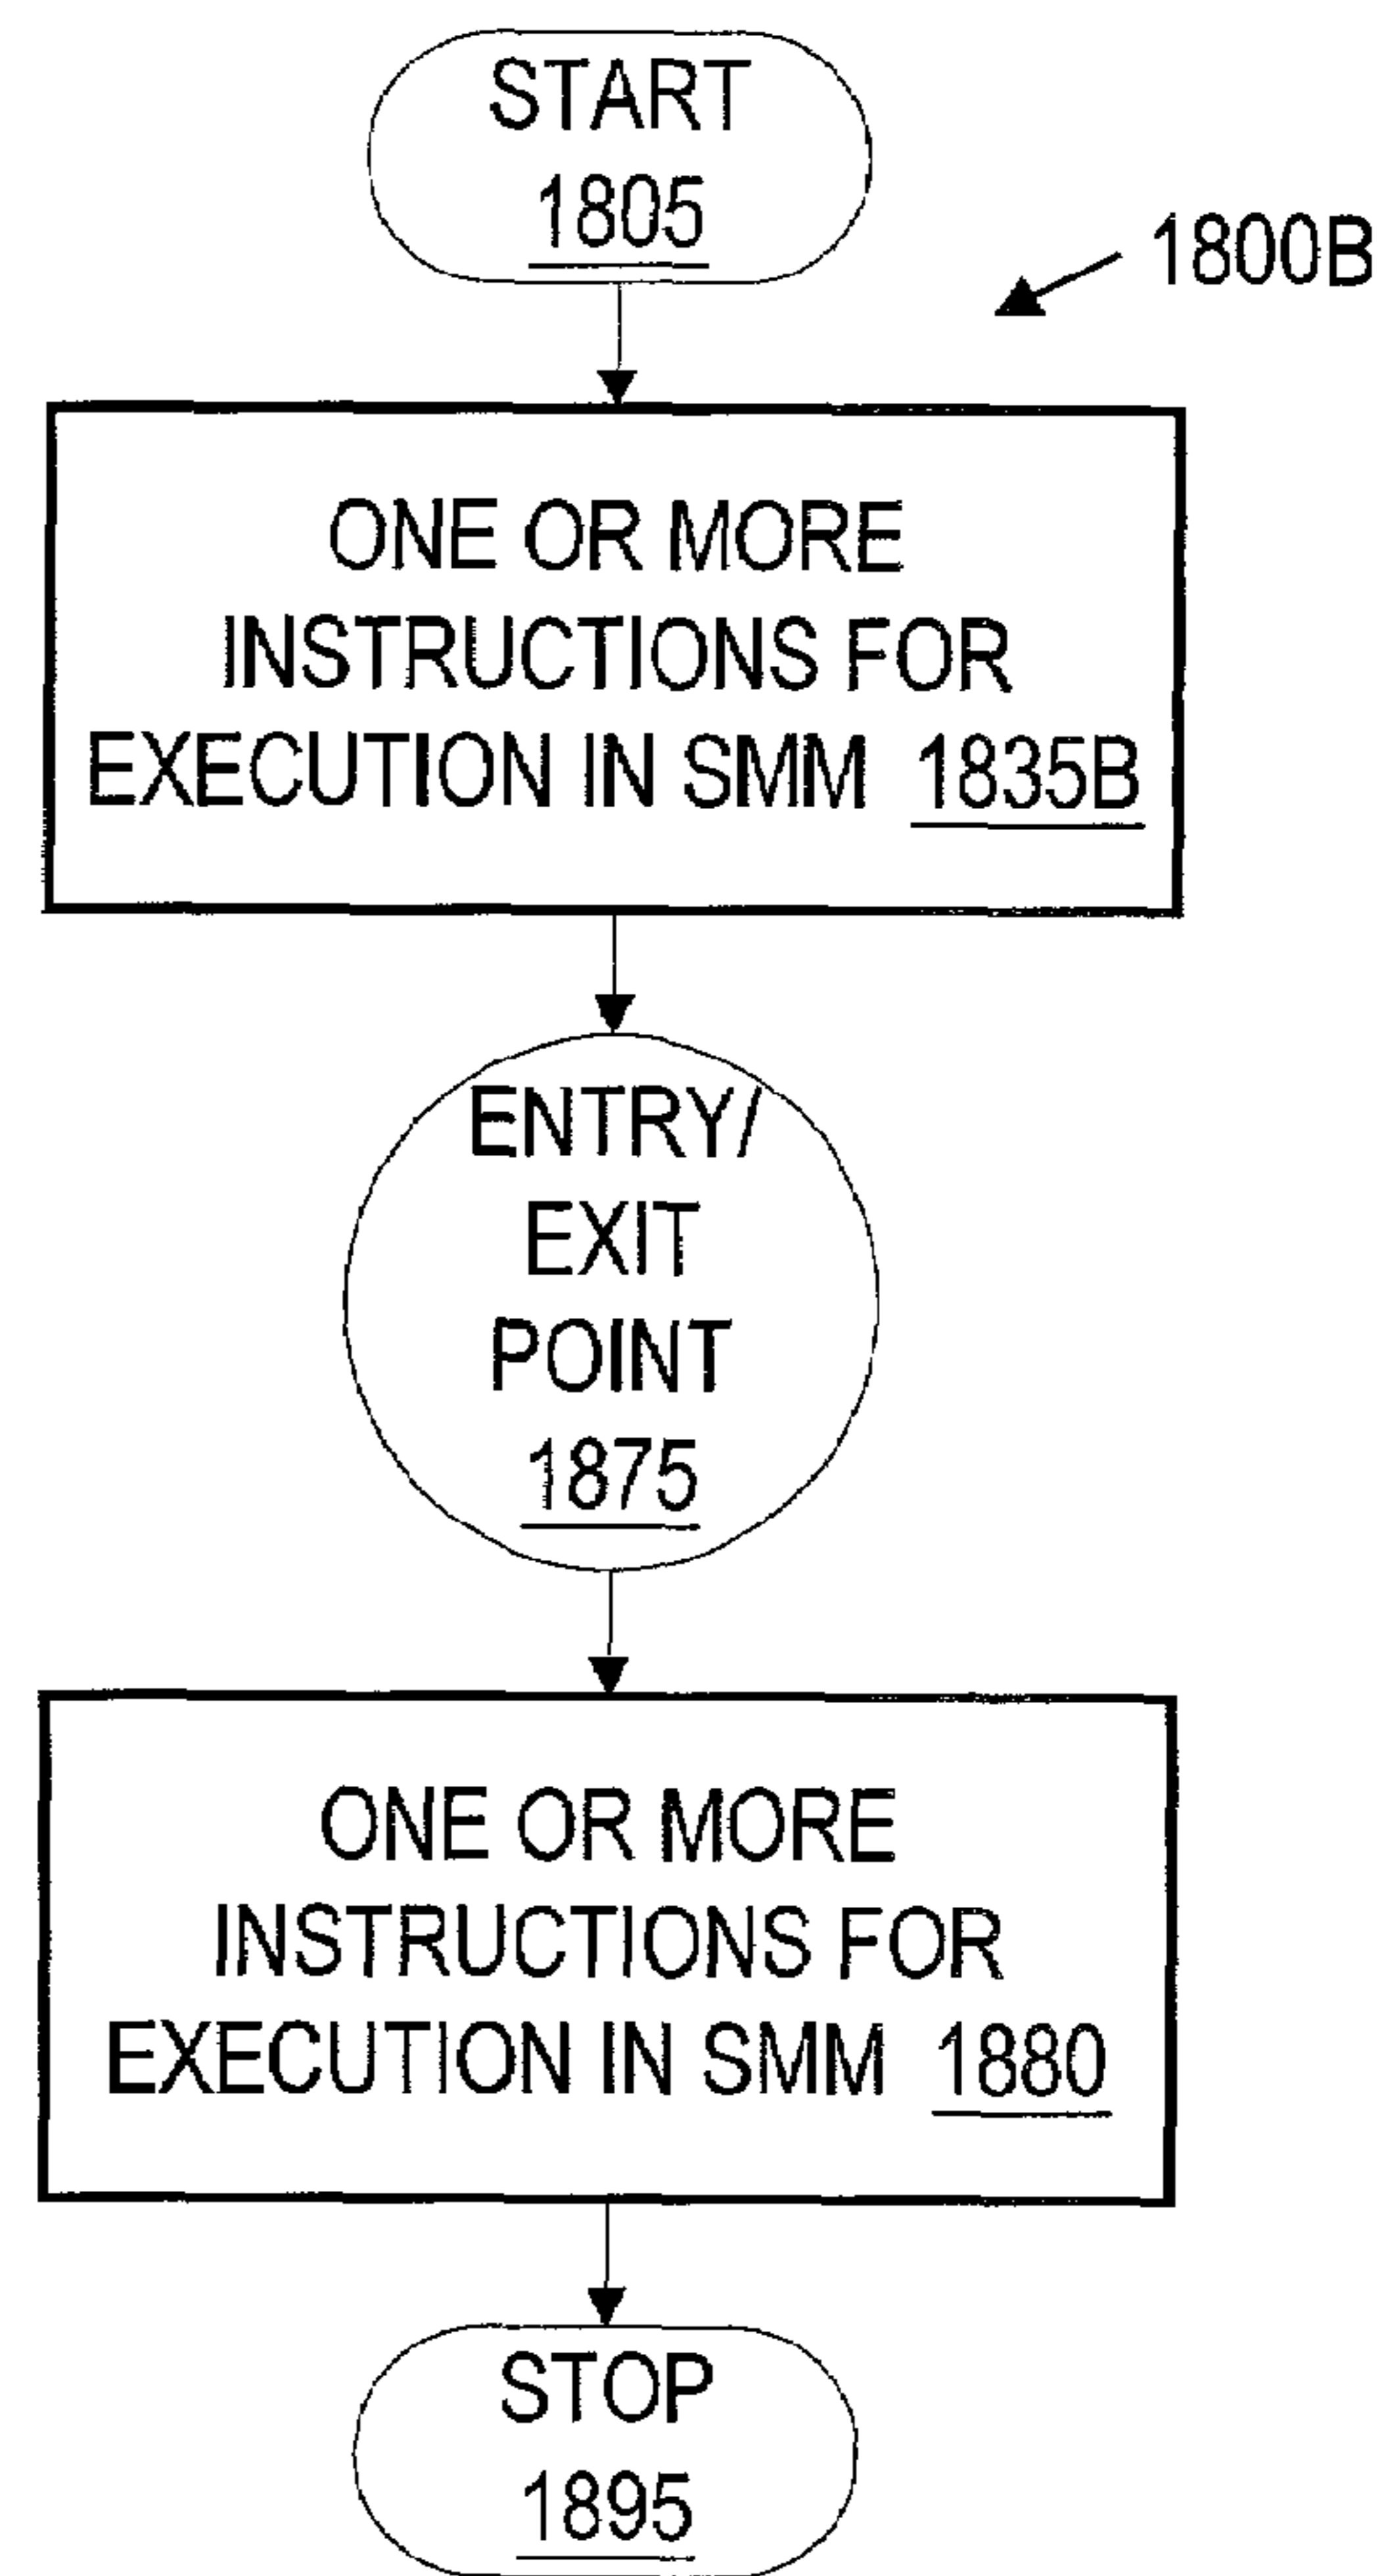 START
1805
1800B
ONE OR MORE
INSTRUCTIONS FOR
EXECUTION IN SMM 1835B
ENTRY/
EXIT
POINT
1875
ONE OR MORE
INSTRUCTIONS FOR
EXECUTION IN SMM 1880
STOP
1895